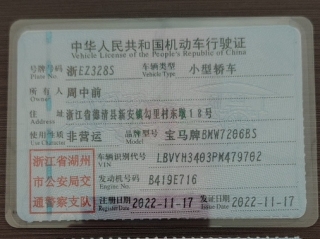 中华人民共和国机动车行驶证
Vehicle License of the People's Republic of China
号牌号码 浙EZ328S 车辆类型 小型轿车
Plate No. Vehicle Type
所有人 周中前
Owner
住址 浙江省德清县新安镇勾里村东墩18号
Address
使用性质 非营运 品牌型号 宝马牌BMW7206BS
Use Character Model
浙江省湖州 车辆识别代号 LBVYH3403PM479702
VIN
市公安局交 发动机号码 B419E716
Engine No.
通警察支队 注册日期 2022-11-17 发证日期 2022-11-17
Register Date Issue Date